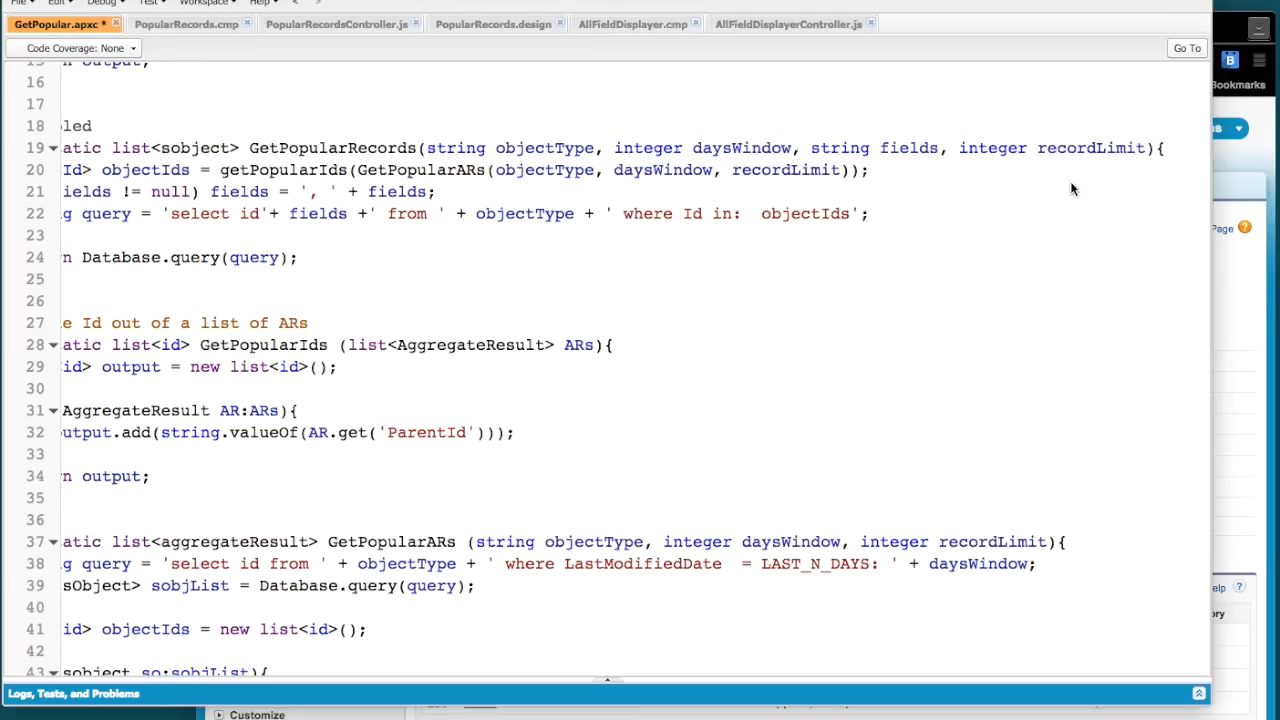 File Edit Debug Test Workspace Help < >
GetPopular.apxc * PopularRecords.cmp PopularRecordsController.js PopularRecords.design AllFieldDisplayer.cmp AllFieldDisplayerController.js
Code Coverage: None Go To
Bookmarks
15 n output;
16
17
18 led
19 atic list<sobject> GetPopularRecords(string objectType, integer daysWindow, string fields, integer recordLimit){
20 Id> objectIds = getPopularIds(GetPopularARs(objectType, daysWindow, recordLimit));
21 ields != null) fields = ', ' + fields;
22 g query = 'select id'+ fields +' from ' + objectType + ' where Id in:  objectIds';
Page ?
23
24 n Database.query(query);
25
26
27 e Id out of a list of ARs
28 atic list<id> GetPopularIds (list<AggregateResult> ARs){
29 id> output = new list<id>();
30
31 AggregateResult AR:ARs){
32 utput.add(string.valueOf(AR.get('ParentId')));
33
34 n output;
35
36
37 atic list<aggregateResult> GetPopularARs (string objectType, integer daysWindow, integer recordLimit){
38 g query = 'select id from ' + objectType + ' where LastModifiedDate  = LAST_N_DAYS: ' + daysWindow;
39 sObject> sobjList = Database.query(query);
elp ?
40
ory
41 id> objectIds = new list<id>();
42
43 sobject so:sobjList){
Logs, Tests, and Problems
Customize